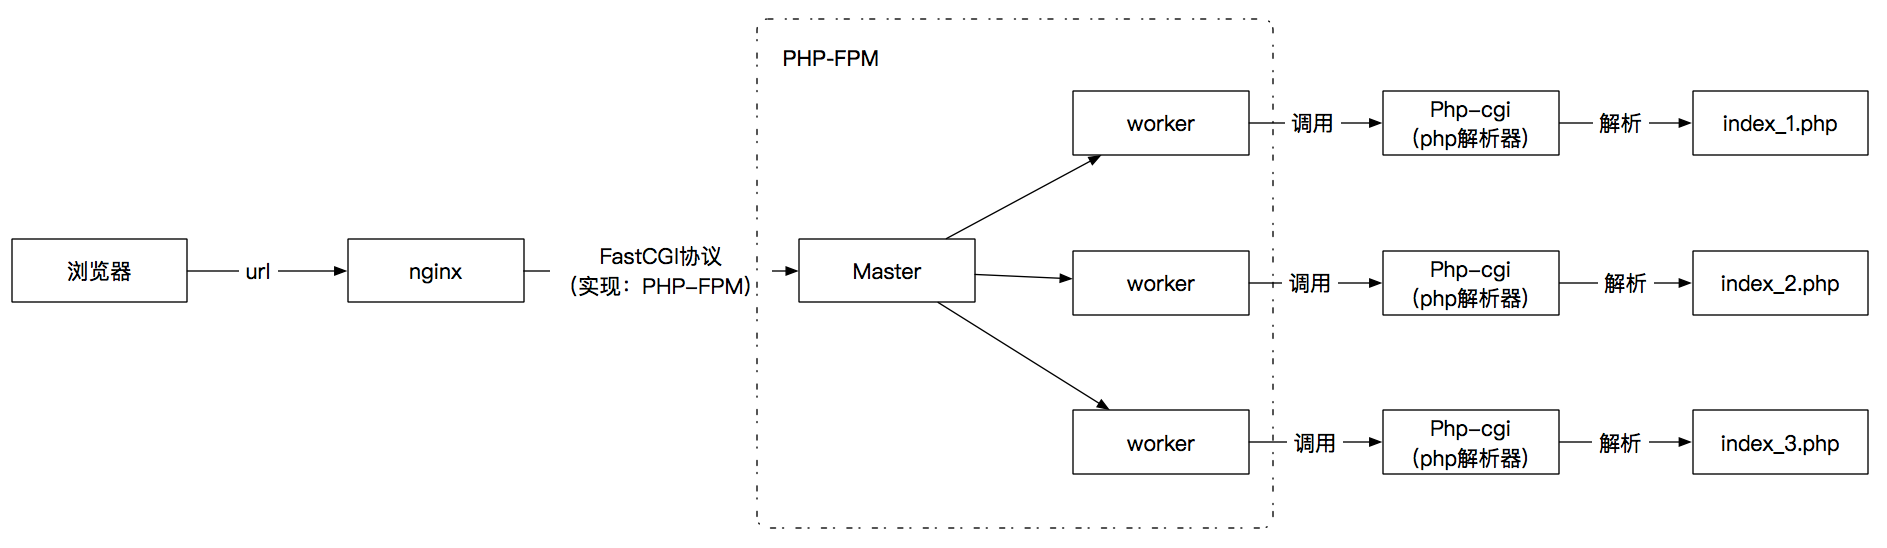 PHP-FPM
浏览器
url
nginx
FastCGI协议
（实现：PHP-FPM）
Master
worker
调用
Php-cgi
（php解析器）
解析
index_1.php
worker
调用
Php-cgi
（php解析器）
解析
index_2.php
worker
调用
Php-cgi
（php解析器）
解析
index_3.php